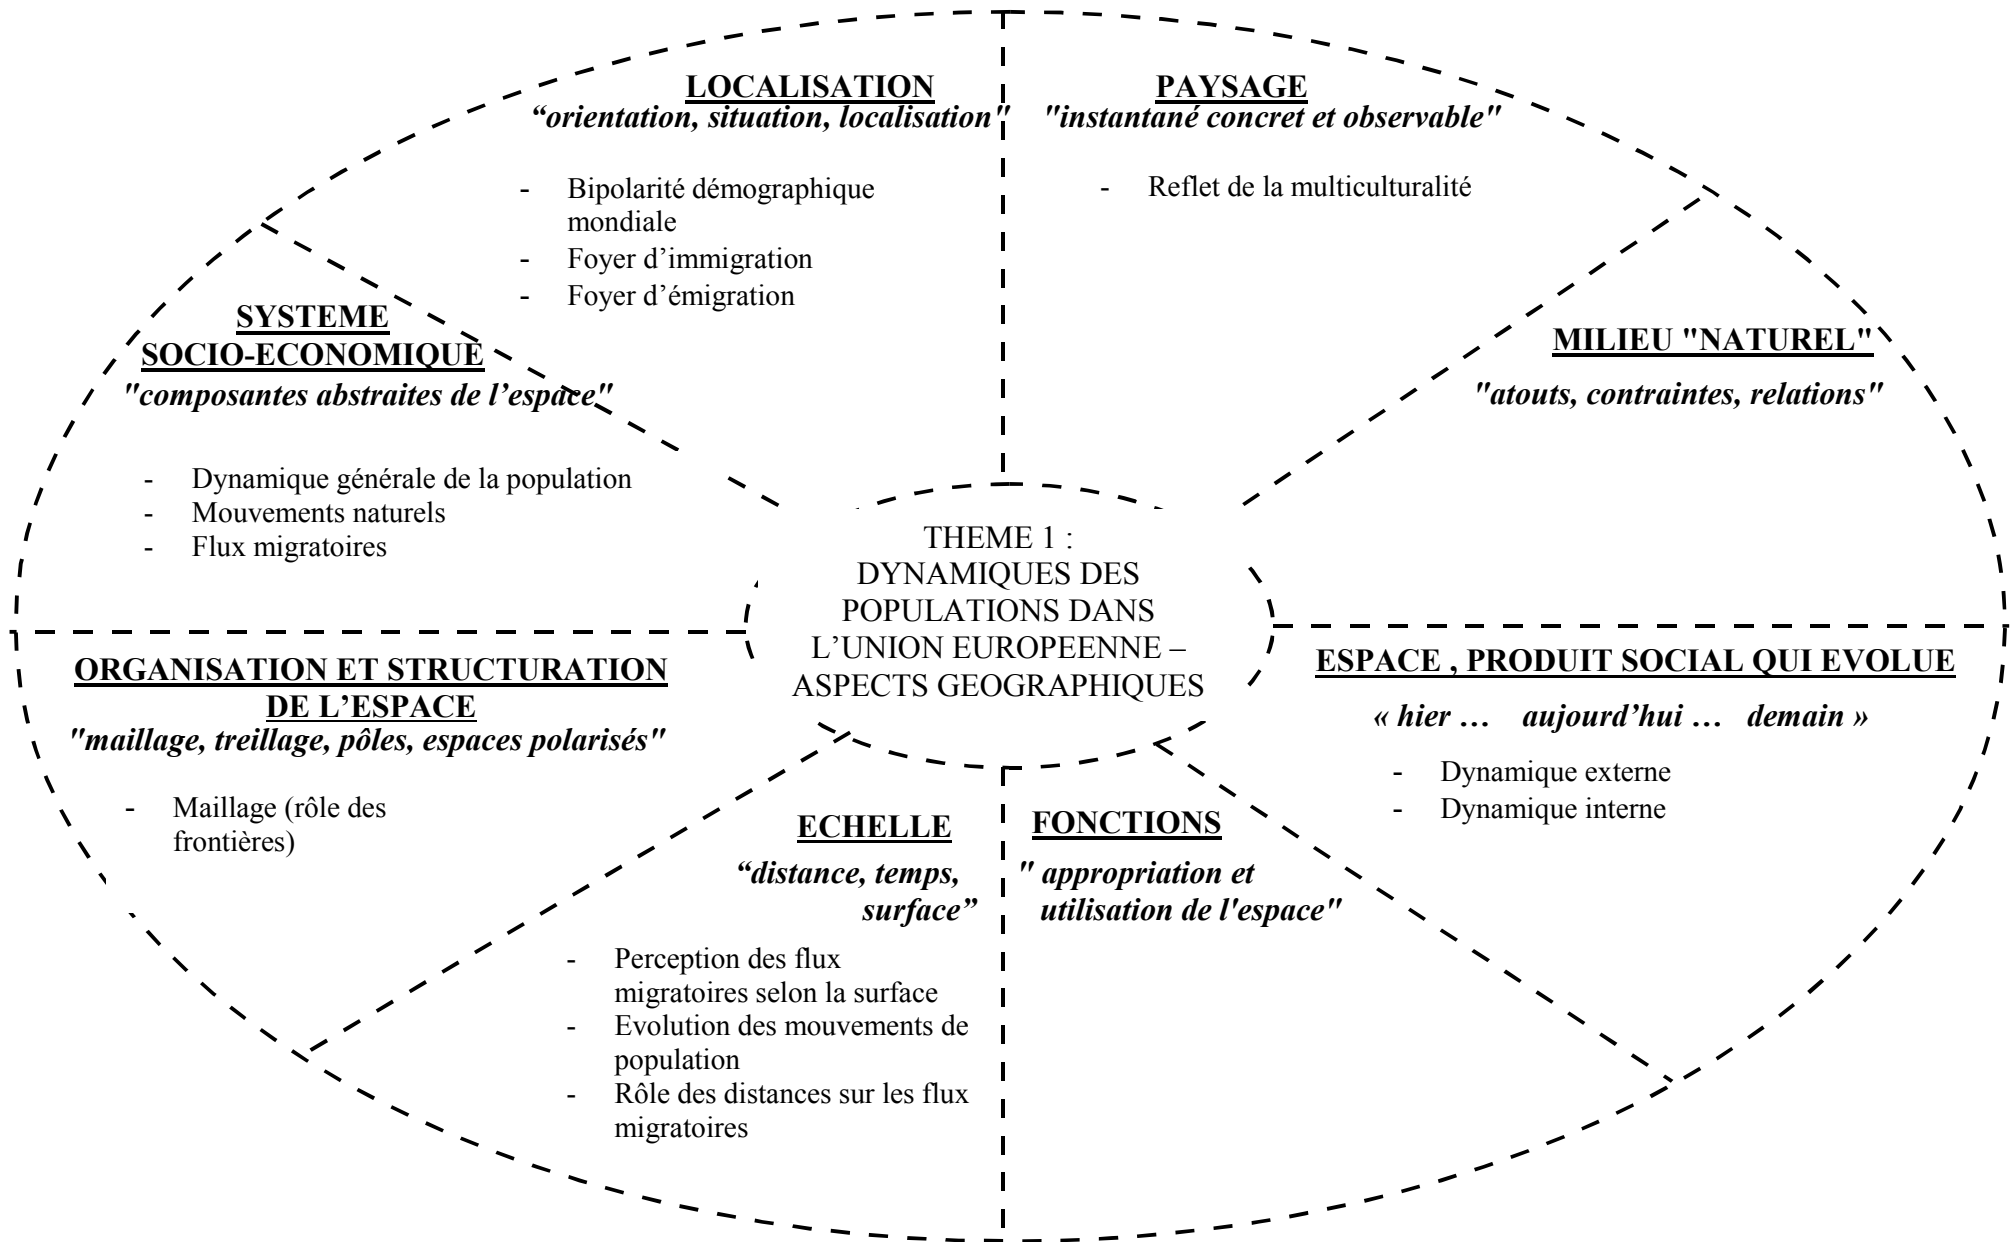 LOCALISATION
“orientation, situation, localisation"
- Bipolarité démographique
mondiale
- Foyer d’immigration
- Foyer d’émigration
PAYSAGE
"instantané concret et observable"
- Reflet de la multiculturalité
SYSTEME
SOCIO-ECONOMIQUE
"composantes abstraites de l’espace"
- Dynamique générale de la population
- Mouvements naturels
- Flux migratoires
MILIEU "NATUREL"
"atouts, contraintes, relations"
THEME 1 :
DYNAMIQUES DES
POPULATIONS DANS
L’UNION EUROPEENNE –
ASPECTS GEOGRAPHIQUES
ORGANISATION ET STRUCTURATION
DE L’ESPACE
"maillage, treillage, pôles, espaces polarisés"
- Maillage (rôle des
frontières)
ESPACE , PRODUIT SOCIAL QUI EVOLUE
« hier … aujourd’hui … demain »
- Dynamique externe
- Dynamique interne
ECHELLE
“distance, temps,
surface”
- Perception des flux
migratoires selon la surface
- Evolution des mouvements de
population
- Rôle des distances sur les flux
migratoires
FONCTIONS
" appropriation et
utilisation de l'espace"